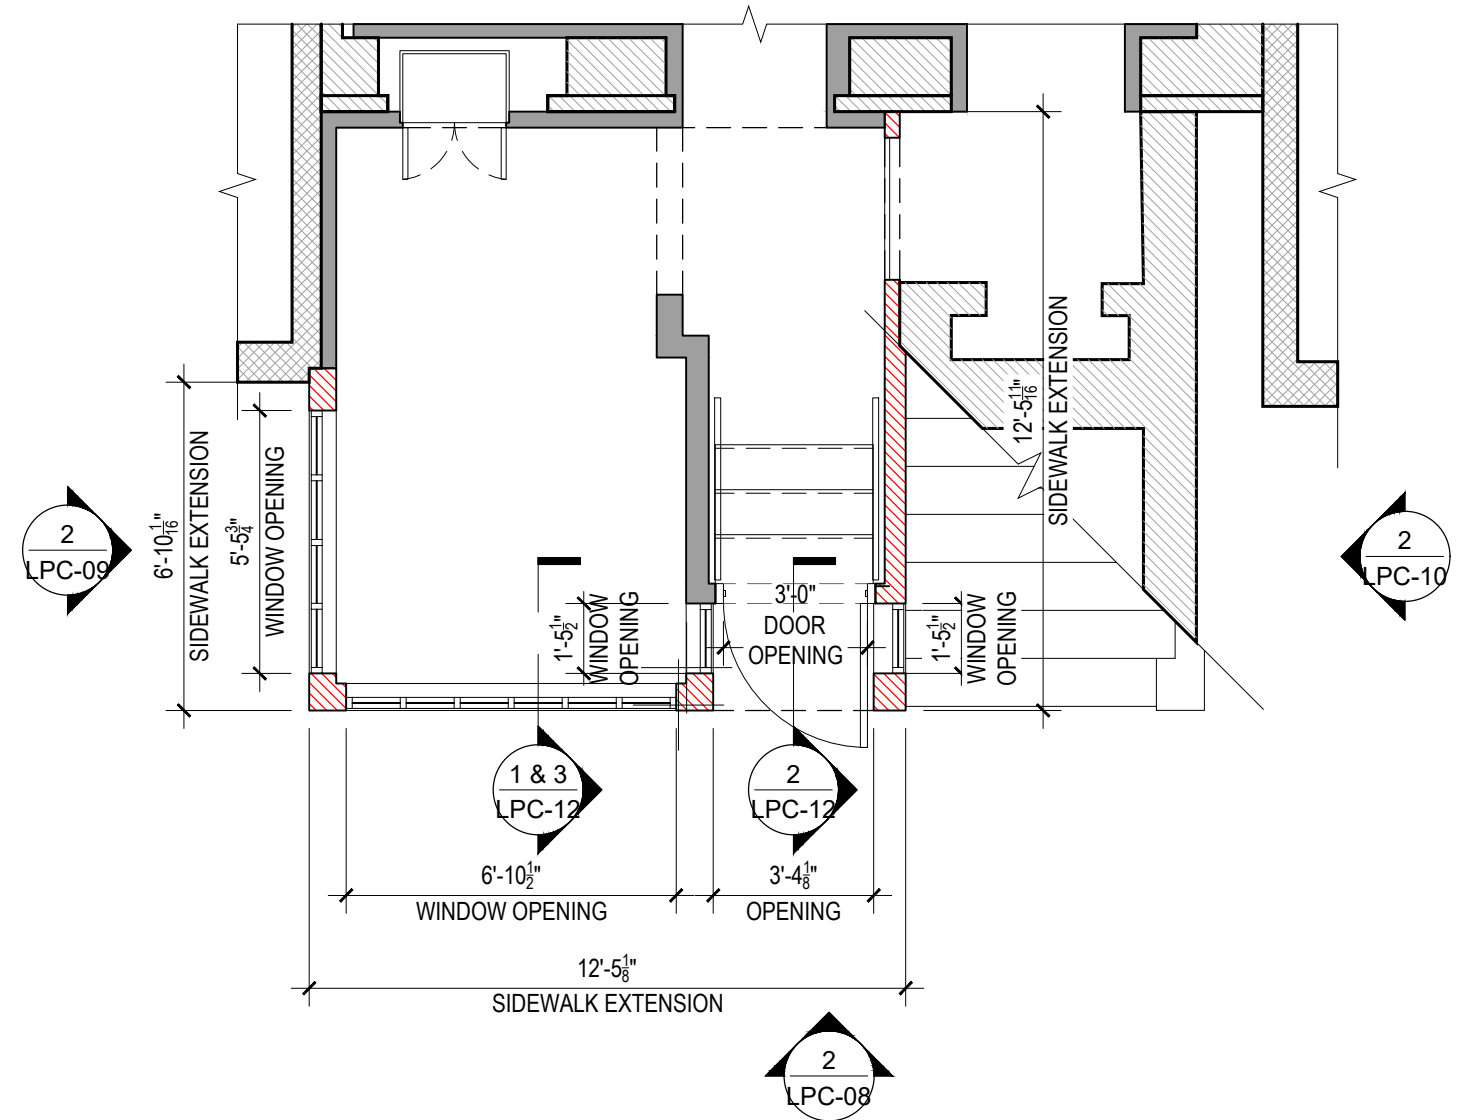 12'-5 11/16"
SIDEWALK EXTENSION
6'-10 1/16"
SIDEWALK EXTENSION
5'-5 3/4"
WINDOW OPENING
2
LPC-09
2
LPC-10
1'-5 1/2"
WINDOW
OPENING
3'-0"
DOOR
OPENING
1'-5 1/2"
WINDOW
OPENING
1 & 3
LPC-12
2
LPC-12
6'-10 1/2"
WINDOW OPENING
3'-4 1/8"
OPENING
12'-5 1/8"
SIDEWALK EXTENSION
2
LPC-08